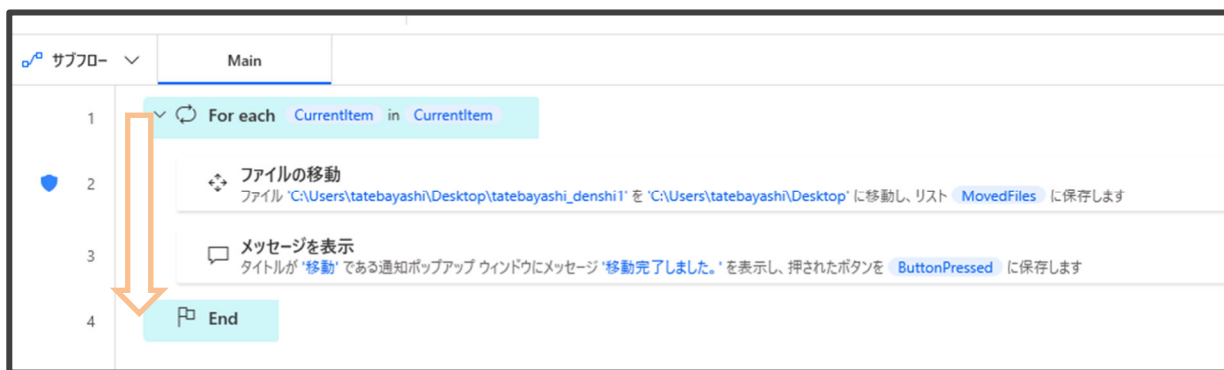 サブフロー Main
1 For each CurrentItem in CurrentItem
2 ファイルの移動
ファイル 'C:\Users\tatebayashi\Desktop\tatebayashi_denshi1' を 'C:\Users\tatebayashi\Desktop' に移動し、リスト MovedFiles に保存します
3 メッセージを表示
タイトルが '移動' である通知ポップアップ ウィンドウにメッセージ '移動完了しました。' を表示し、押されたボタンを ButtonPressed に保存します
4 End